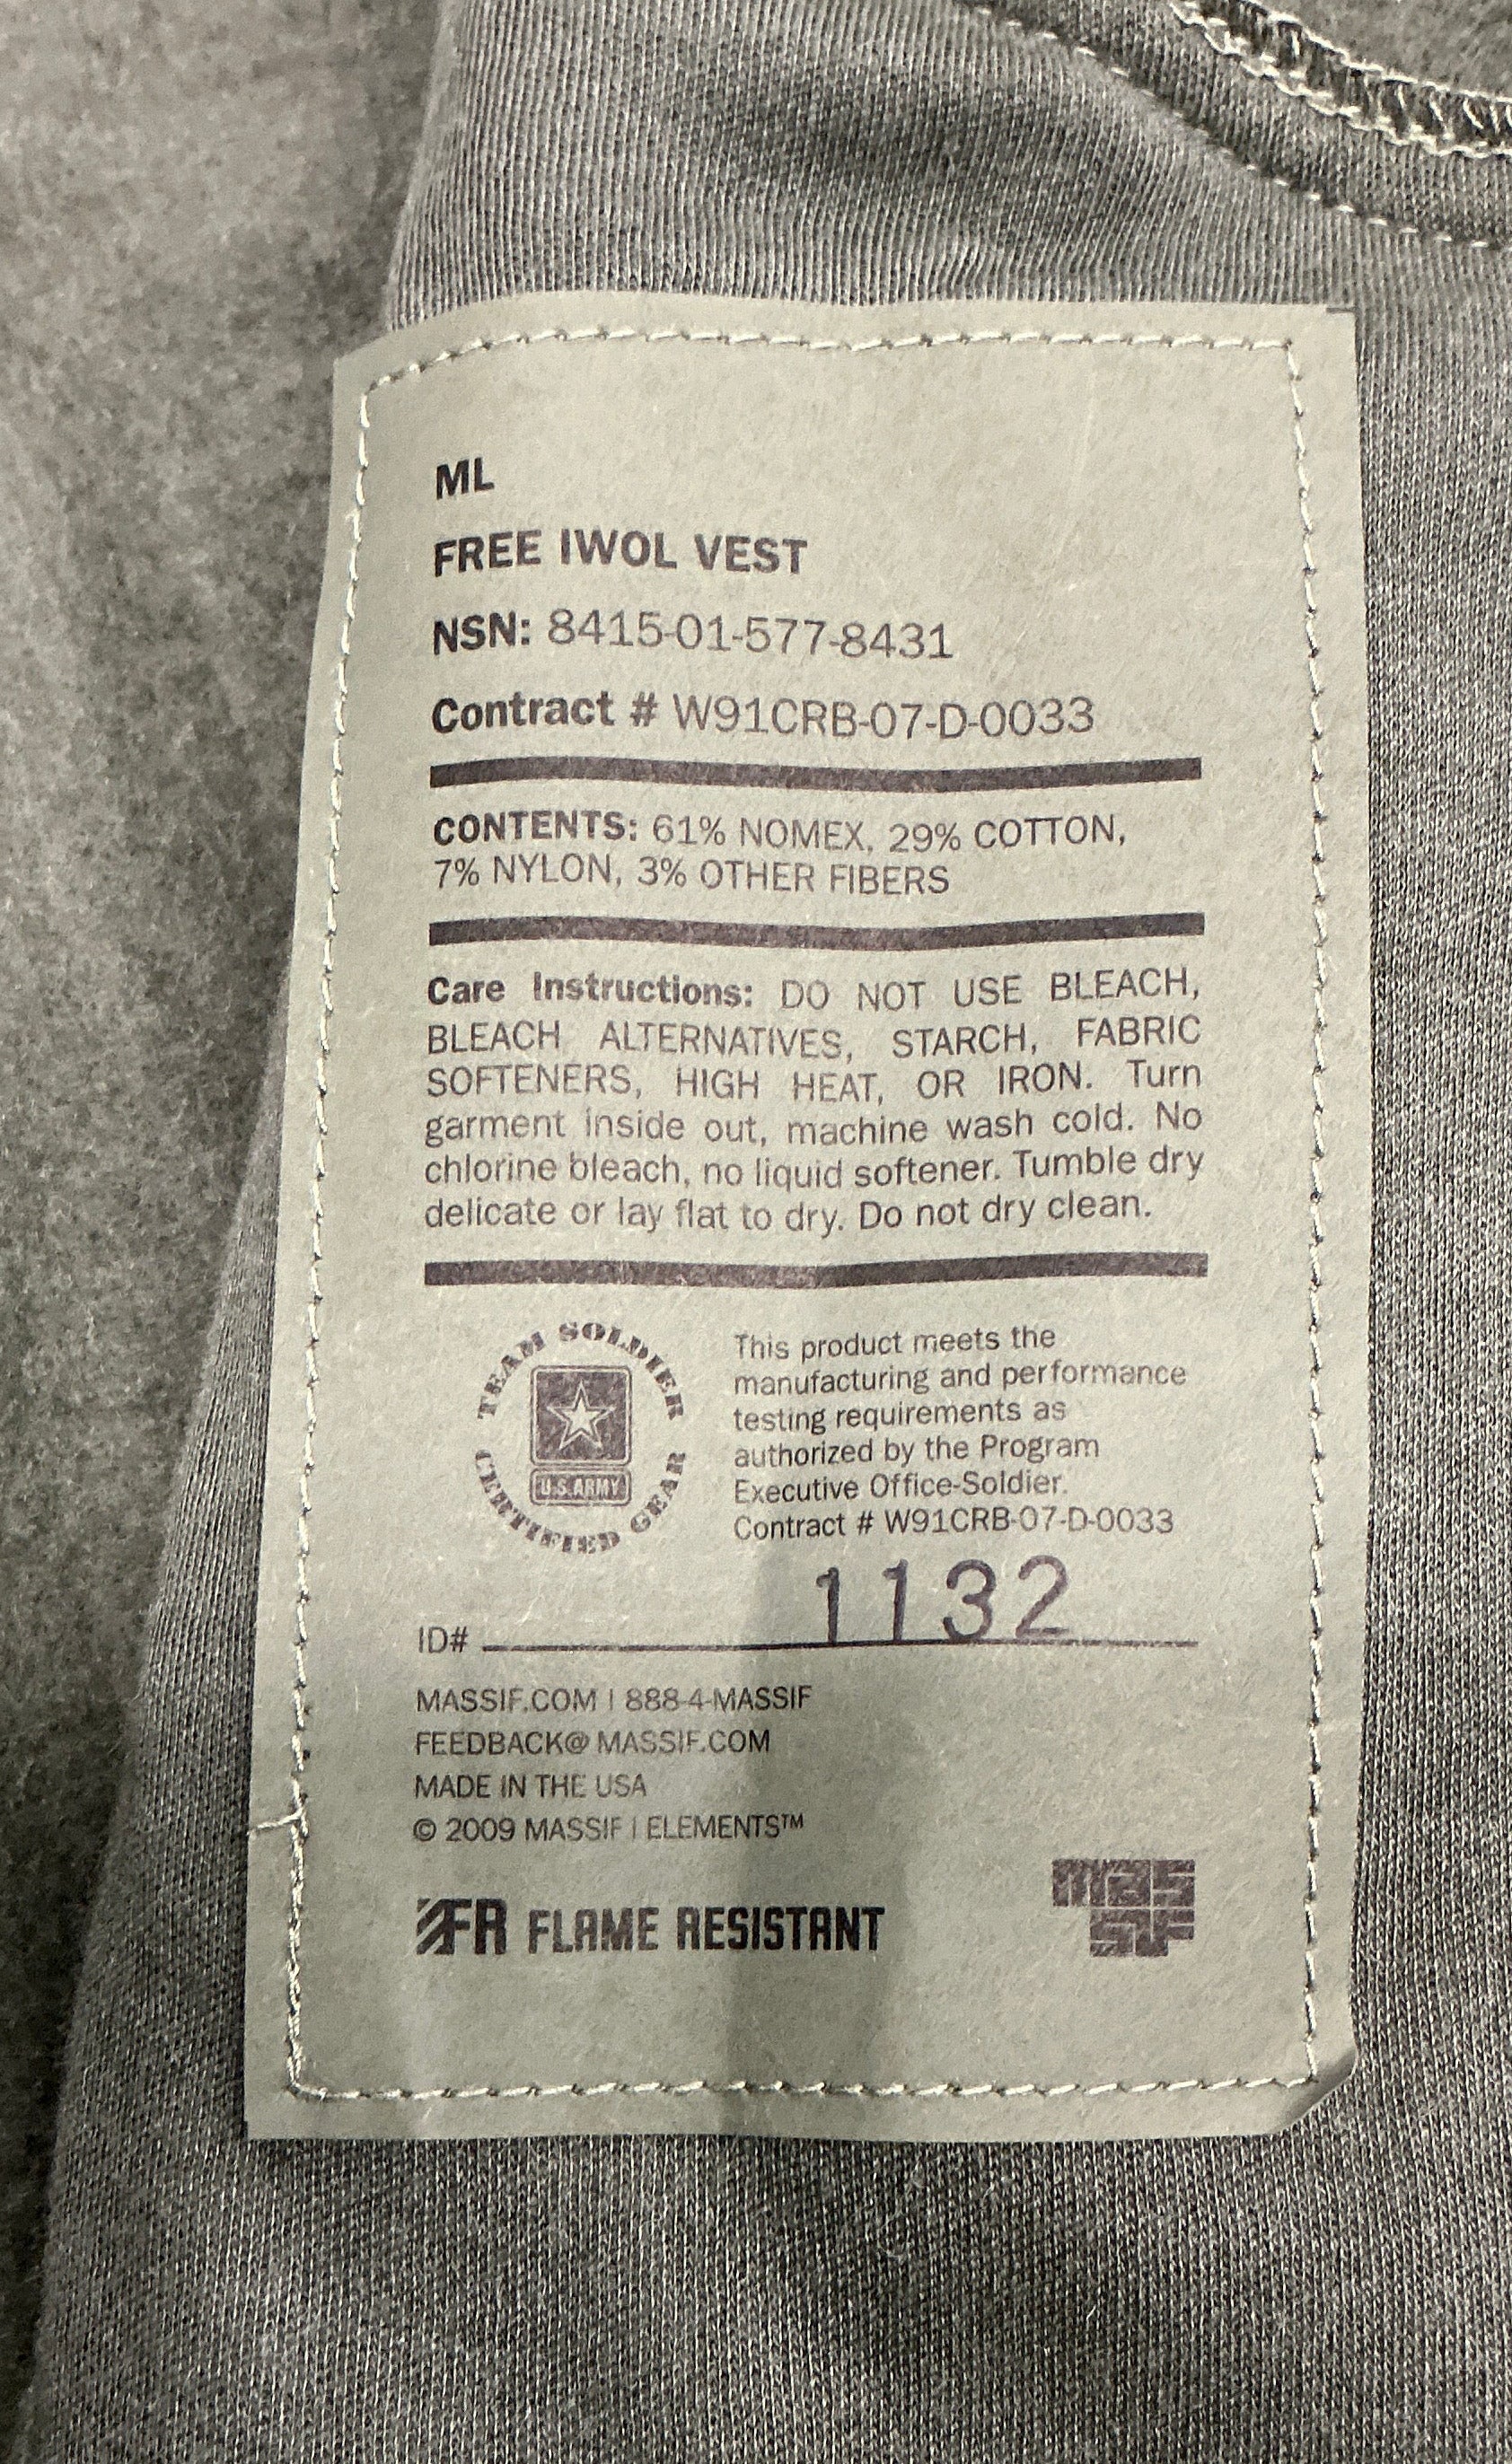 ML
FREE IWOL VEST
NSN: 8415-01-577-8431
Contract # W91CRB-07-D-0033
CONTENTS: 61% NOMEX, 29% COTTON,
7% NYLON, 3% OTHER FIBERS
Care Instructions: DO NOT USE BLEACH,
BLEACH ALTERNATIVES, STARCH, FABRIC
SOFTENERS, HIGH HEAT, OR IRON. Turn
garment inside out, machine wash cold. No
chlorine bleach, no liquid softener. Tumble dry
delicate or lay flat to dry. Do not dry clean.
TEAM SOLDIER
U.S.ARMY
CERTIFIED GEAR
This product meets the
manufacturing and performance
testing requirements as
authorized by the Program
Executive Office-Soldier.
Contract # W91CRB-07-D-0033
ID# 1132
MASSIF.COM | 888-4-MASSIF
FEEDBACK@MASSIF.COM
MADE IN THE USA
© 2009 MASSIF | ELEMENTS™
FR FLAME RESISTANT
mas
sif